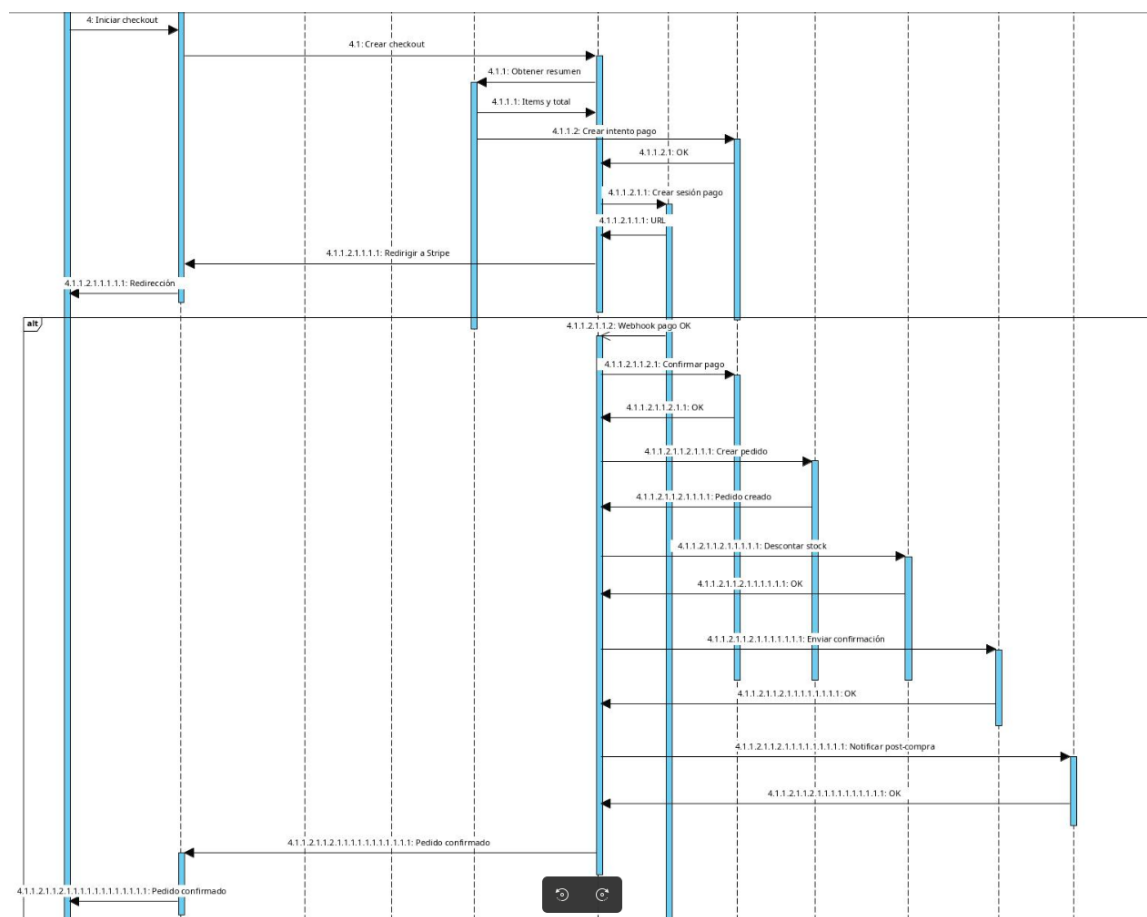 4: Iniciar checkout
4.1: Crear checkout
4.1.1: Obtener resumen
4.1.1.1: Items y total
4.1.1.2: Crear intento pago
4.1.1.2.1: OK
4.1.1.2.1.1: Crear sesión pago
4.1.1.2.1.1.1: URL
4.1.1.2.1.1.1.1: Redirigir a Stripe
4.1.1.2.1.1.1.1.1: Redirección
alt
4.1.1.2.1.1.2: Webhook pago OK
4.1.1.2.1.1.2.1: Confirmar pago
4.1.1.2.1.1.2.1.1: OK
4.1.1.2.1.1.2.1.1.1: Crear pedido
4.1.1.2.1.1.2.1.1.1.1: Pedido creado
4.1.1.2.1.1.2.1.1.1.1.1: Descontar stock
4.1.1.2.1.1.2.1.1.1.1.1.1: OK
4.1.1.2.1.1.2.1.1.1.1.1.1.1: Enviar confirmación
4.1.1.2.1.1.2.1.1.1.1.1.1.1.1: OK
4.1.1.2.1.1.2.1.1.1.1.1.1.1.1.1: Notificar post-compra
4.1.1.2.1.1.2.1.1.1.1.1.1.1.1.1.1: OK
4.1.1.2.1.1.2.1.1.1.1.1.1.1.1.1.1.1: Pedido confirmado
4.1.1.2.1.1.2.1.1.1.1.1.1.1.1.1.1.1.1: Pedido confirmado